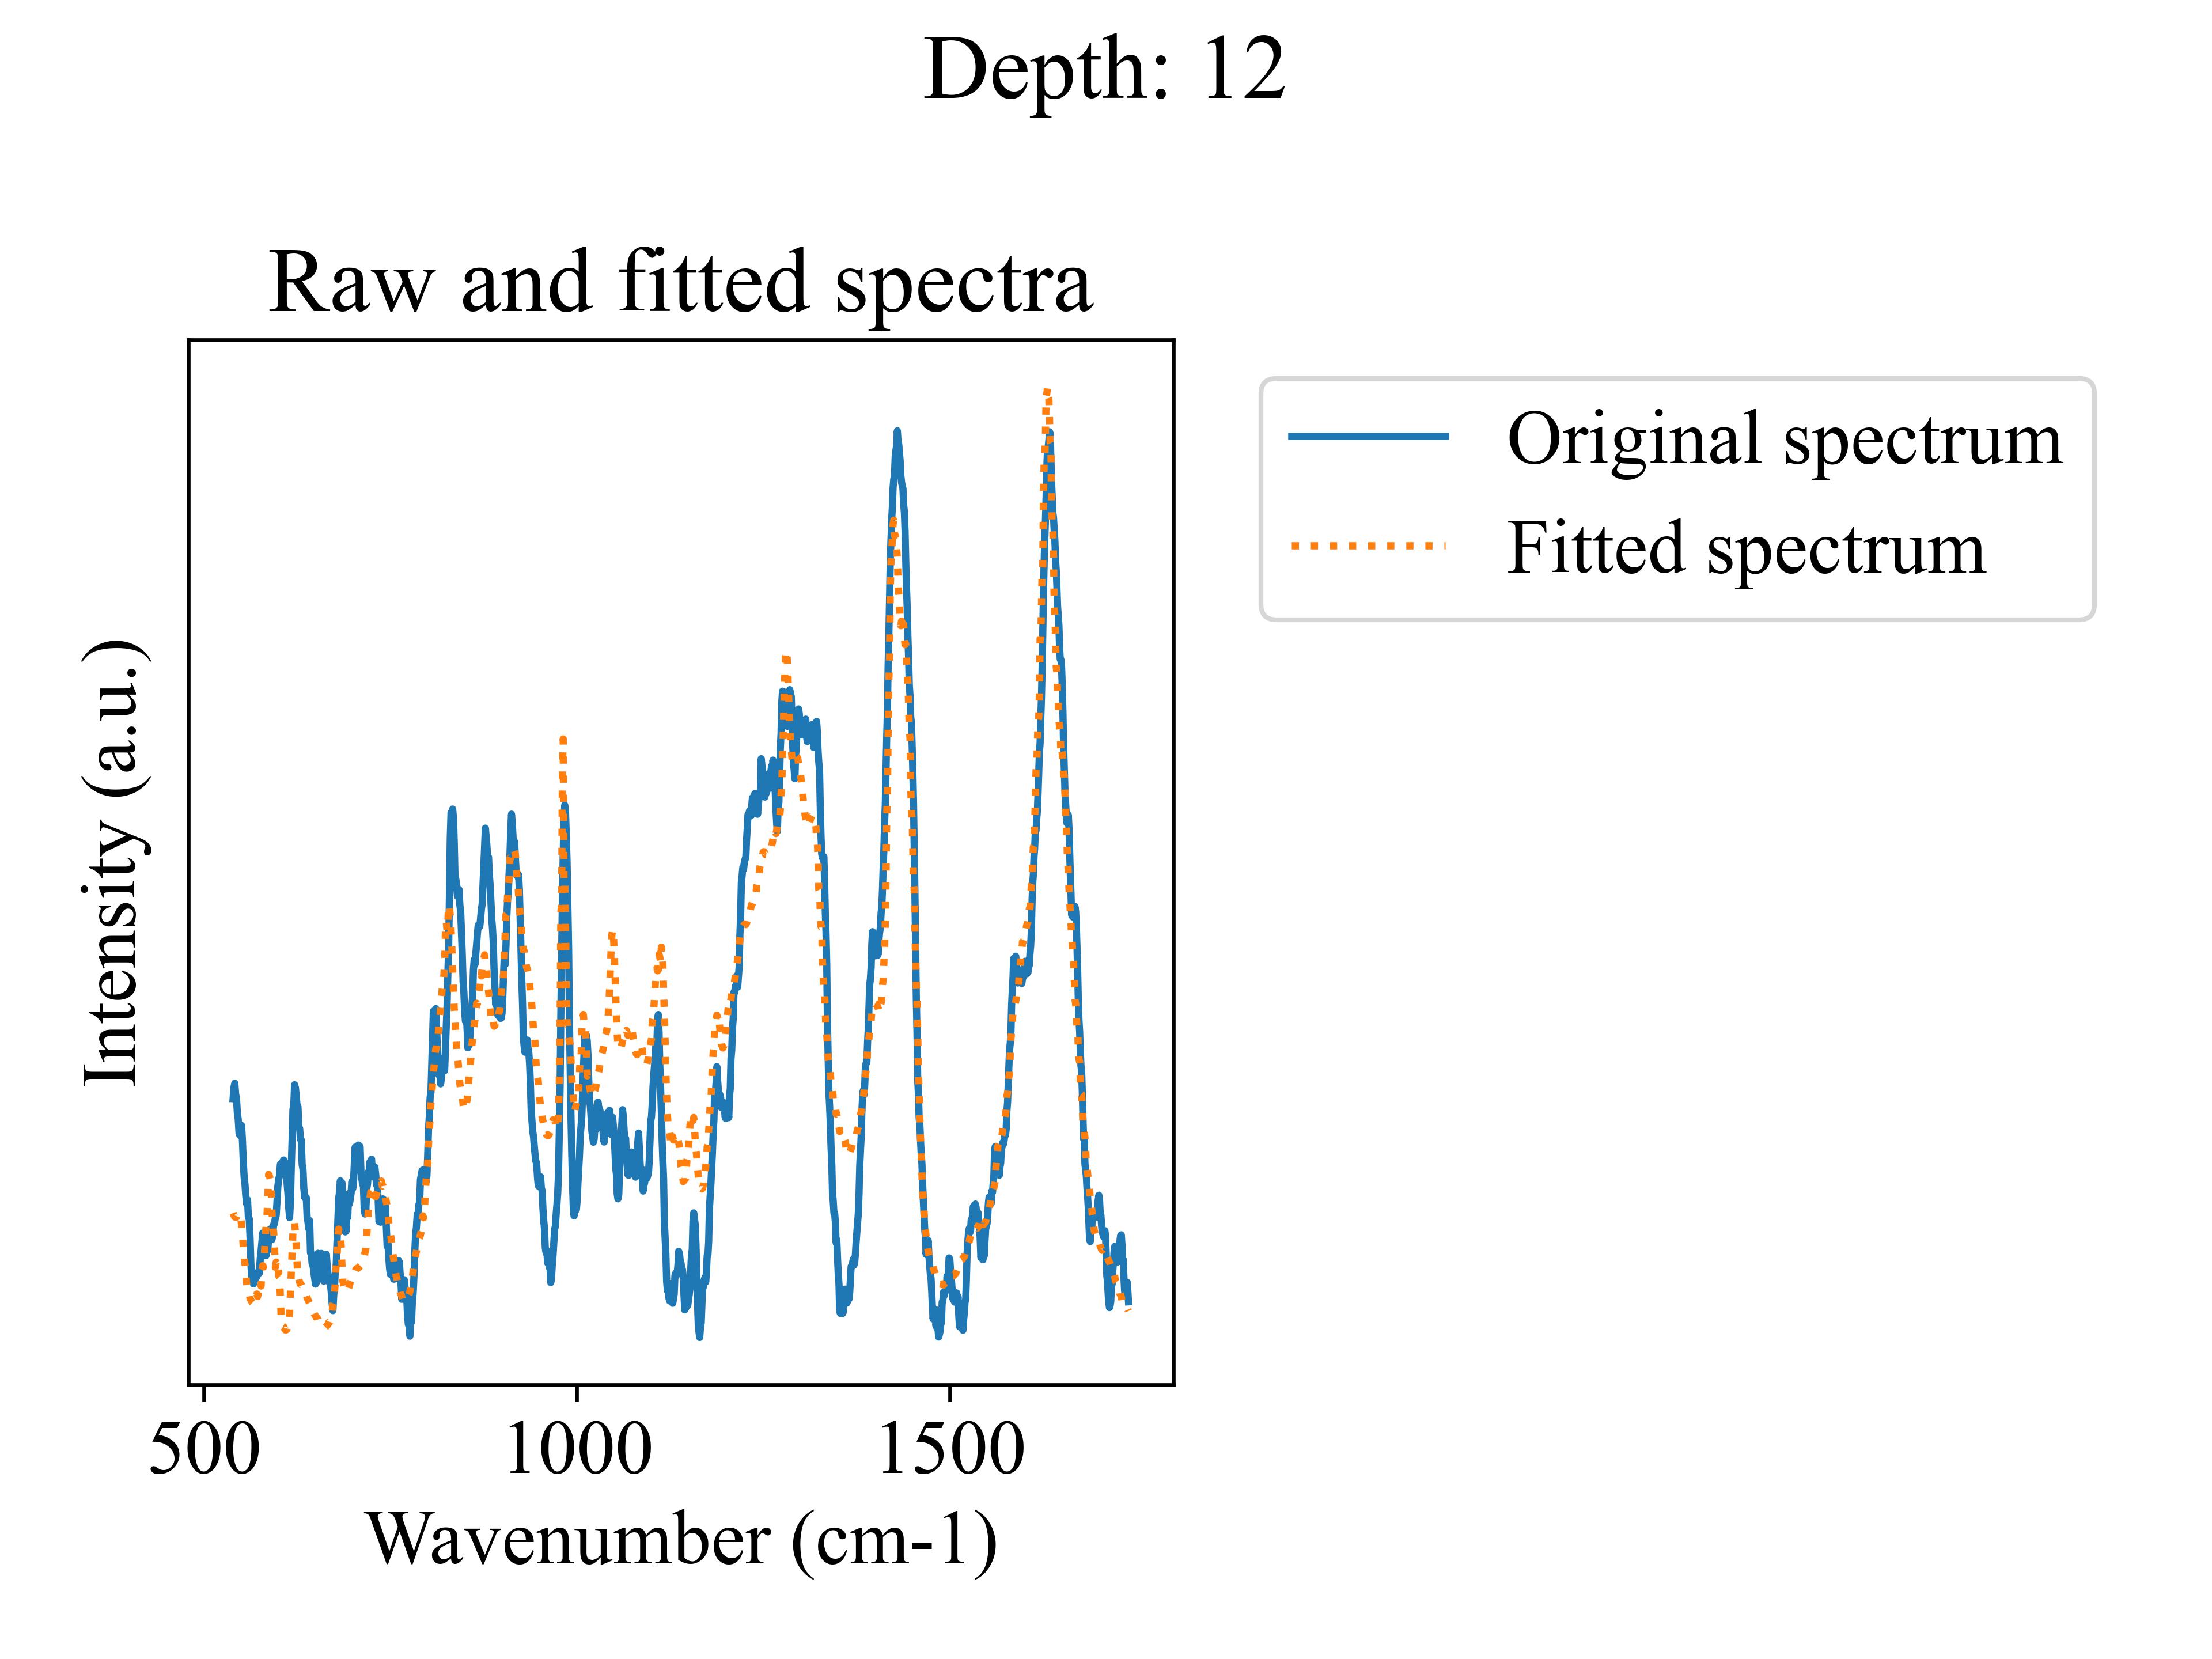 Depth: 12
Raw and fitted spectra
Original spectrum
Fitted spectrum
Intensity (a.u.)
500 1000 1500
Wavenumber (cm-1)